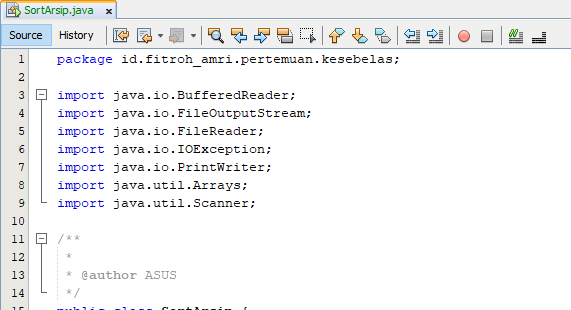 SortArsip.java
Source History
1 package id.fitroh_amri.pertemuan.kesebelas;
2
3 import java.io.BufferedReader;
4 import java.io.FileOutputStream;
5 import java.io.FileReader;
6 import java.io.IOException;
7 import java.io.PrintWriter;
8 import java.util.Arrays;
9 import java.util.Scanner;
10
11 /**
12 *
13 * @author ASUS
14 */
15 public class SortArsip {